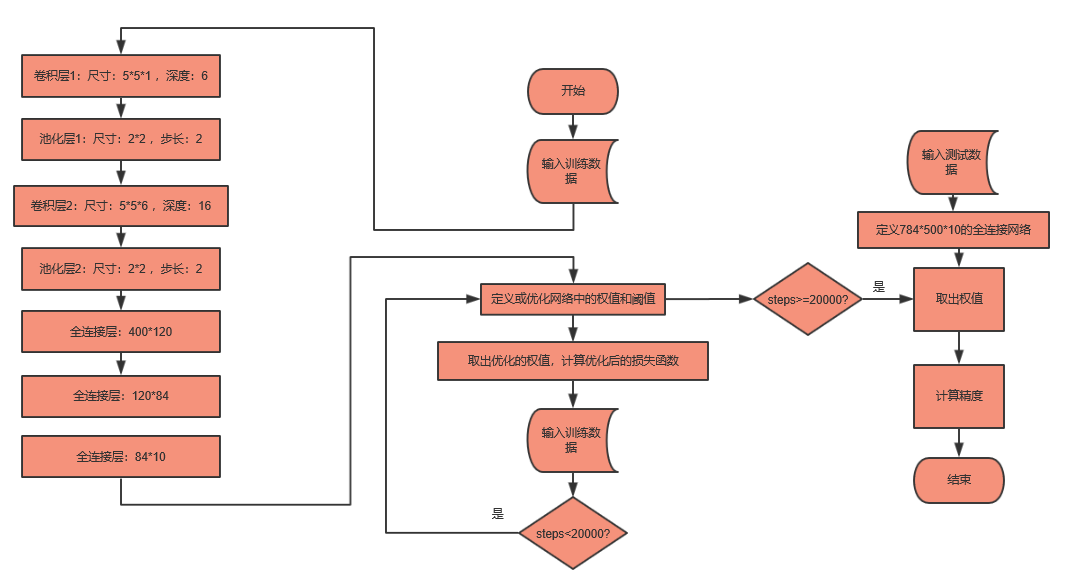 卷积层1：尺寸：5*5*1 ，深度：6
池化层1：尺寸：2*2 ，步长：2
卷积层2：尺寸：5*5*6 ，深度：16
池化层2：尺寸：2*2 ，步长：2
全连接层：400*120
全连接层：120*84
全连接层：84*10
开始
输入训练数
据
定义或优化网络中的权值和阈值
取出优化的权值，计算优化后的损失函数
输入训练数
据
是
steps<20000?
steps>=20000?
是
输入测试数
据
定义784*500*10的全连接网络
取出权值
计算精度
结束